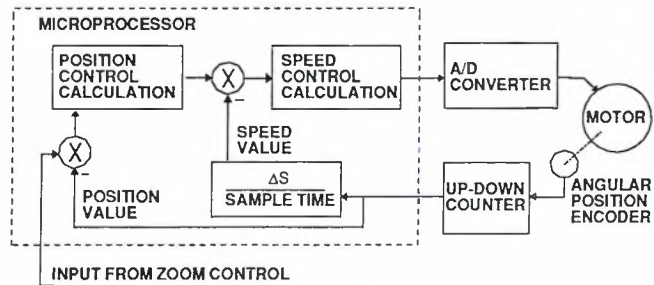 MICROPROCESSOR
POSITION
CONTROL
CALCULATION
X
SPEED
CONTROL
CALCULATION
A/D
CONVERTER
MOTOR
SPEED
VALUE
X
POSITION
VALUE
ΔS
SAMPLE TIME
UP-DOWN
COUNTER
ANGULAR
POSITION
ENCODER
INPUT FROM ZOOM CONTROL